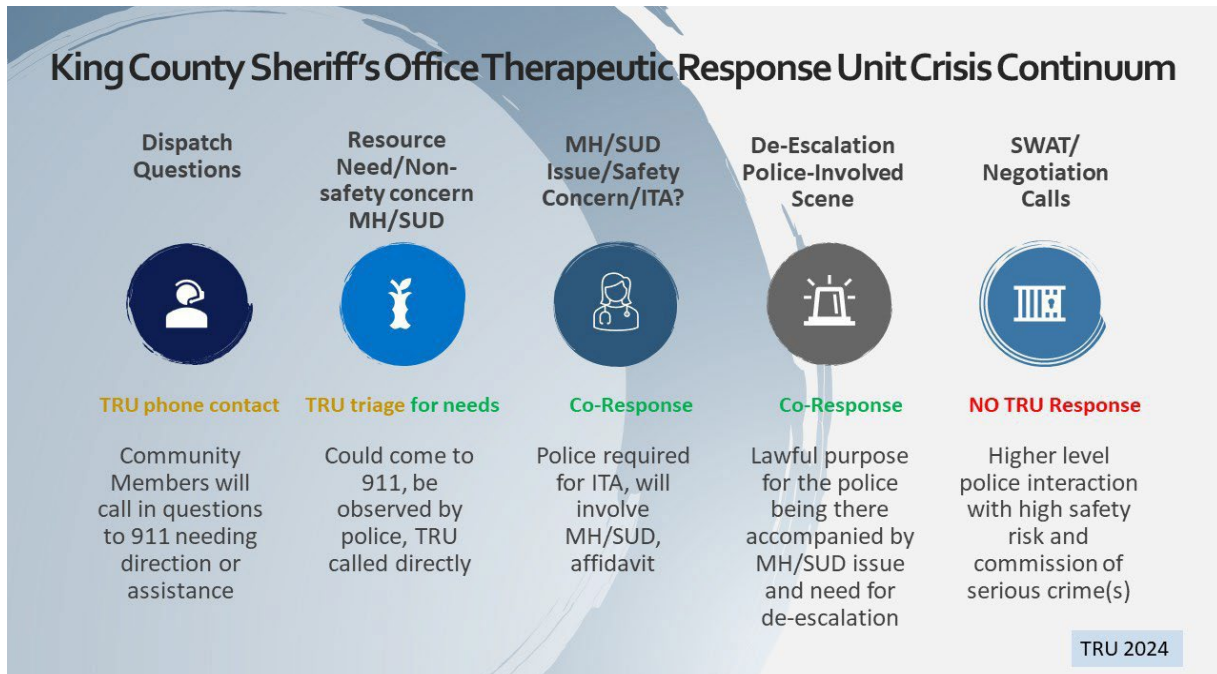 King County Sheriff's Office Therapeutic Response Unit Crisis Continuum
Dispatch
Questions
Resource
Need/Non-
safety concern
MH/SUD
MH/SUD
Issue/Safety
Concern/ITA?
De-Escalation
Police-Involved
Scene
SWAT/
Negotiation
Calls
TRU phone contact
TRU triage for needs
Co-Response
Co-Response
NO TRU Response
Community
Members will
call in questions
to 911 needing
direction or
assistance
Could come to
911, be
observed by
police, TRU
called directly
Police required
for ITA, will
involve
MH/SUD,
affidavit
Lawful purpose
for the police
being there
accompanied by
MH/SUD issue
and need for
de-escalation
Higher level
police interaction
with high safety
risk and
commission of
serious crime(s)
TRU 2024